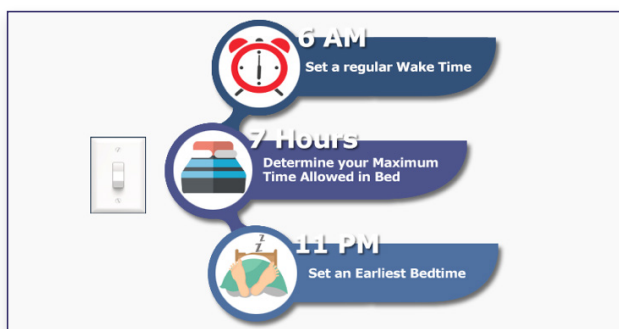 6 AM
Set a regular Wake Time
7 Hours
Determine your Maximum
Time Allowed in Bed
z
z
z
11 PM
Set an Earliest Bedtime